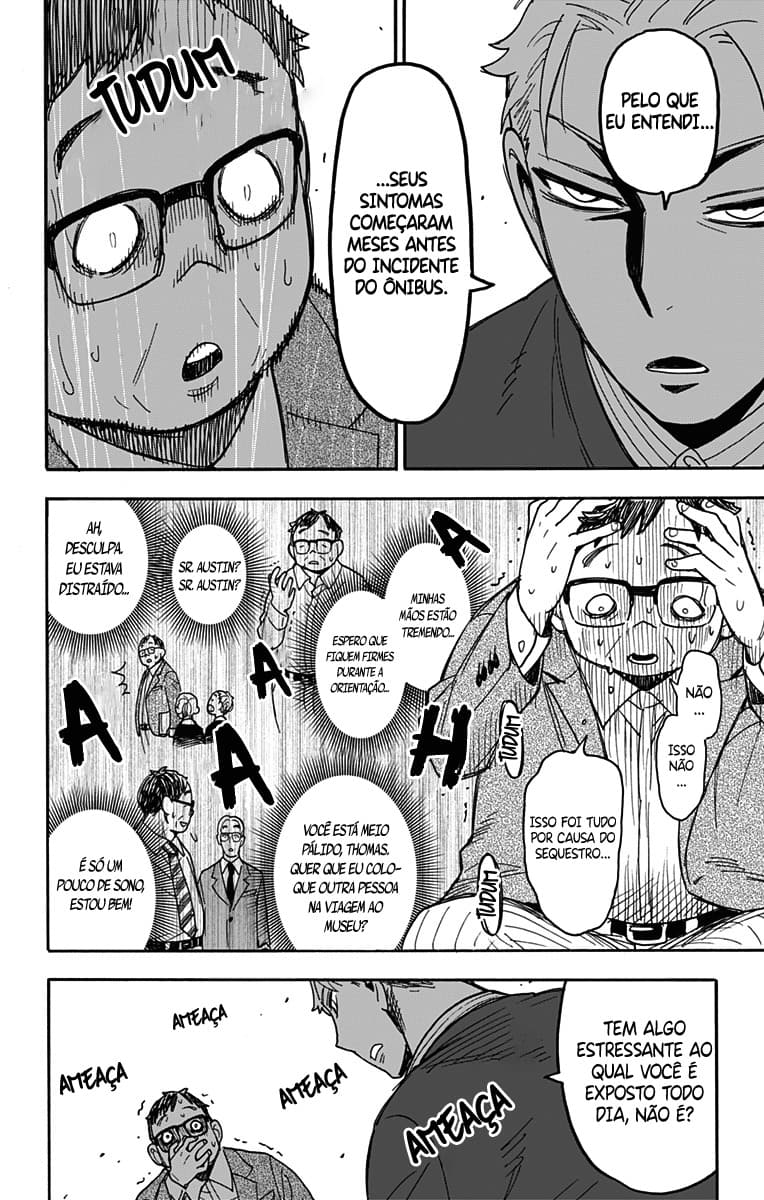 TUDUM
PELO QUE
EU ENTENDI...
...SEUS
SINTOMAS
COMEÇARAM
MESES ANTES
DO INCIDENTE
DO ÔNIBUS.
AH,
DESCULPA.
EU ESTAVA
DISTRAÍDO...
SR. AUSTIN?
SR. AUSTIN?
MINHAS
MÃOS ESTÃO
TREMENDO...
ESPERO QUE
FIQUEM FIRMES
DURANTE A
ORIENTAÇÃO...
A
A
A
A
H
NÃO
...
ISSO
NÃO
...
TUDUM
ISSO FOI TUDO
POR CAUSA DO
SEQUESTRO...
TUDUM
VOCÊ ESTÁ MEIO
PÁLIDO, THOMAS.
QUER QUE EU COLO-
QUE OUTRA PESSOA
NA VIAGEM AO
MUSEU?
É SÓ UM
POUCO DE SONO,
ESTOU BEM!
TEM ALGO
ESTRESSANTE AO
QUAL VOCÊ É
EXPOSTO TODO
DIA, NÃO É?
AMEAÇA
AMEAÇA
AMEAÇA
AMEAÇA